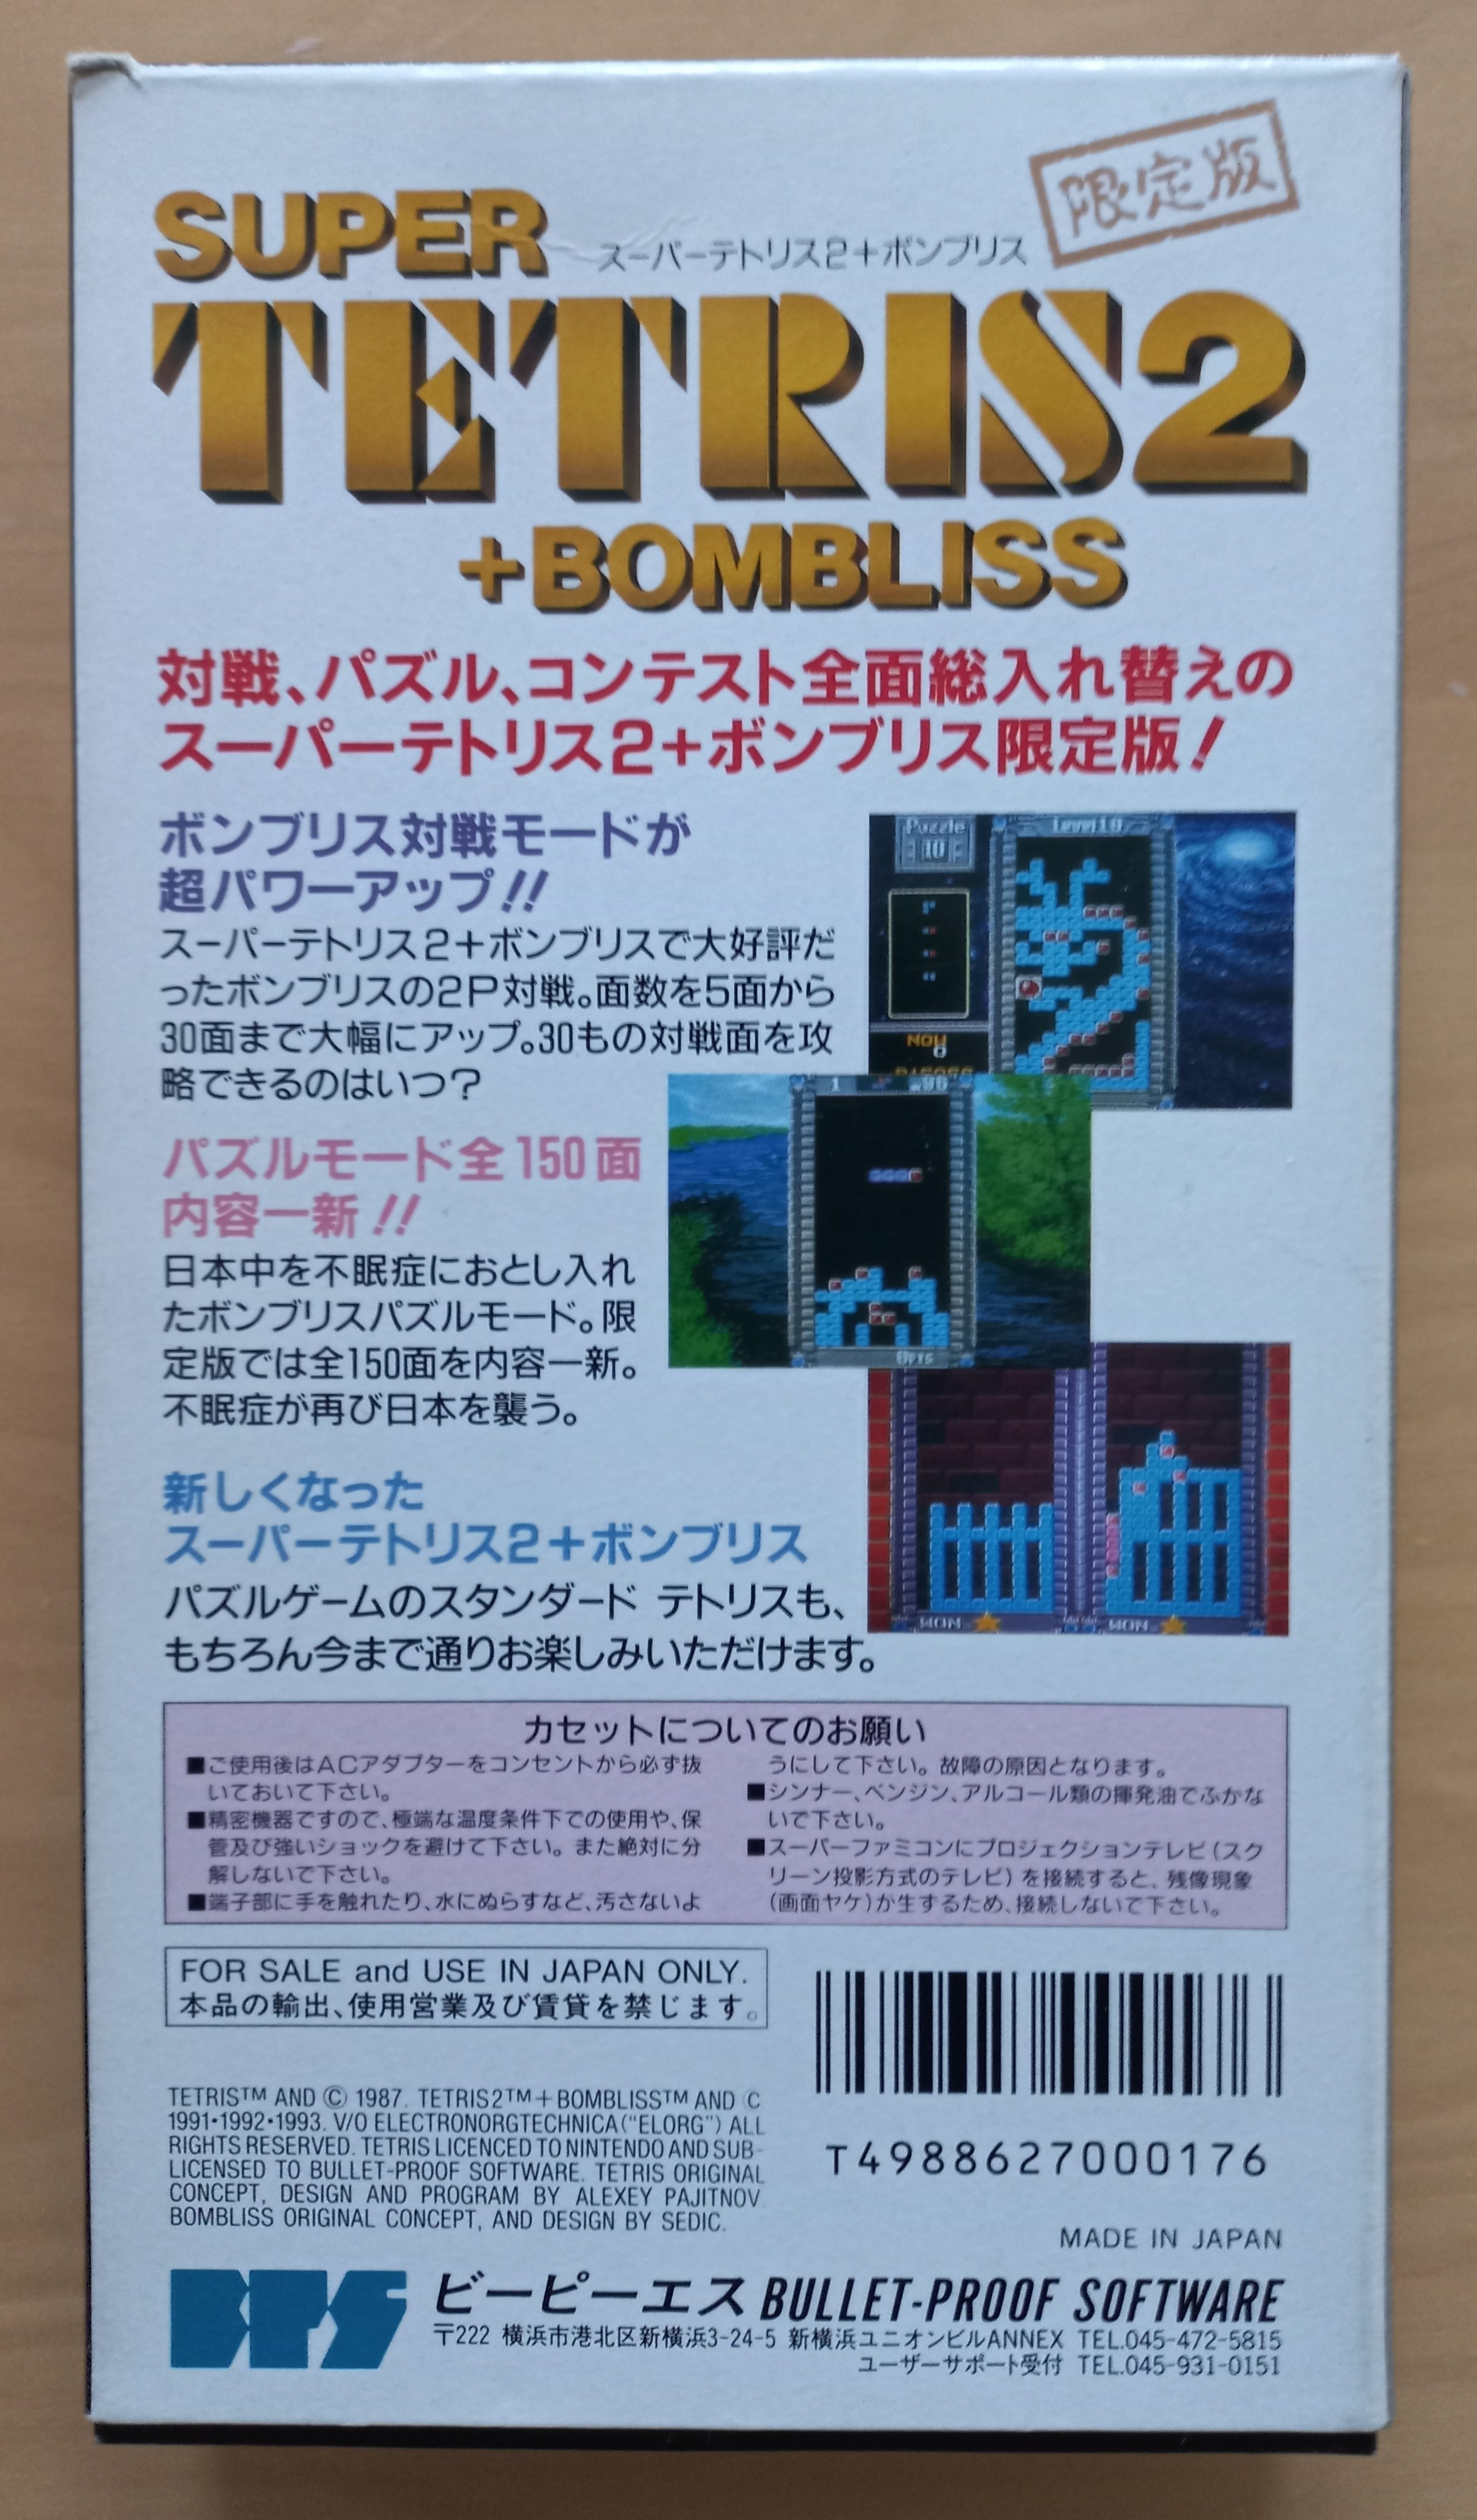 限定版
SUPER
スーパーテトリス2+ボンブリス
TETRIS2
+BOMBLISS
対戦、パズル、コンテスト全面総入れ替えの
スーパーテトリス2+ボンブリス限定版!
ボンブリス対戦モードが
超パワーアップ!!
スーパーテトリス2+ボンブリスで大好評だ
ったボンブリスの2P対戦。面数を5面から
30面まで大幅にアップ。30もの対戦面を攻
略できるのはいつ?
Puzzle
10
Level10
NOW
0
パズルモード全150面
内容一新!!
日本中を不眠症におとし入れ
たボンブリスパズルモード。限
定版では全150面を内容一新。
不眠症が再び日本を襲う。
1
96
0pts
新しくなった
スーパーテトリス2+ボンブリス
パズルゲームのスタンダード テトリスも、
もちろん今まで通りお楽しみいただけます。
WON
WON
カセットについてのお願い
■ご使用後はACアダプターをコンセントから必ず抜
いておいて下さい。
■精密機器ですので、極端な温度条件下での使用や、保
管及び強いショックを避けて下さい。また絶対に分
解しないで下さい。
■端子部に手を触れたり、水にぬらすなど、汚さないよ
うにして下さい。故障の原因となります。
■シンナー、ベンジン、アルコール類の揮発油でふかな
いで下さい。
■スーパーファミコンにプロジェクションテレビ(スク
リーン投影方式のテレビ)を接続すると、残像現象
(画面ヤケ)が生ずるため、接続しないで下さい。
FOR SALE and USE IN JAPAN ONLY.
本品の輸出、使用営業及び賃貸を禁じます。
TETRIS™ AND © 1987. TETRIS2™+BOMBLISS™ AND ©
1991•1992•1993. V/O ELECTRONORGTECHNICA ("ELORG") ALL
RIGHTS RESERVED. TETRIS LICENCED TO NINTENDO AND SUB-
LICENSED TO BULLET-PROOF SOFTWARE. TETRIS ORIGINAL
CONCEPT, DESIGN AND PROGRAM BY ALEXEY PAJITNOV
BOMBLISS ORIGINAL CONCEPT, AND DESIGN BY SEDIC.
T4988627000176
MADE IN JAPAN
BPS
ビーピーエス BULLET-PROOF SOFTWARE
〒222 横浜市港北区新横浜3-24-5 新横浜ユニオンビルANNEX TEL.045-472-5815
ユーザーサポート受付 TEL.045-931-0151